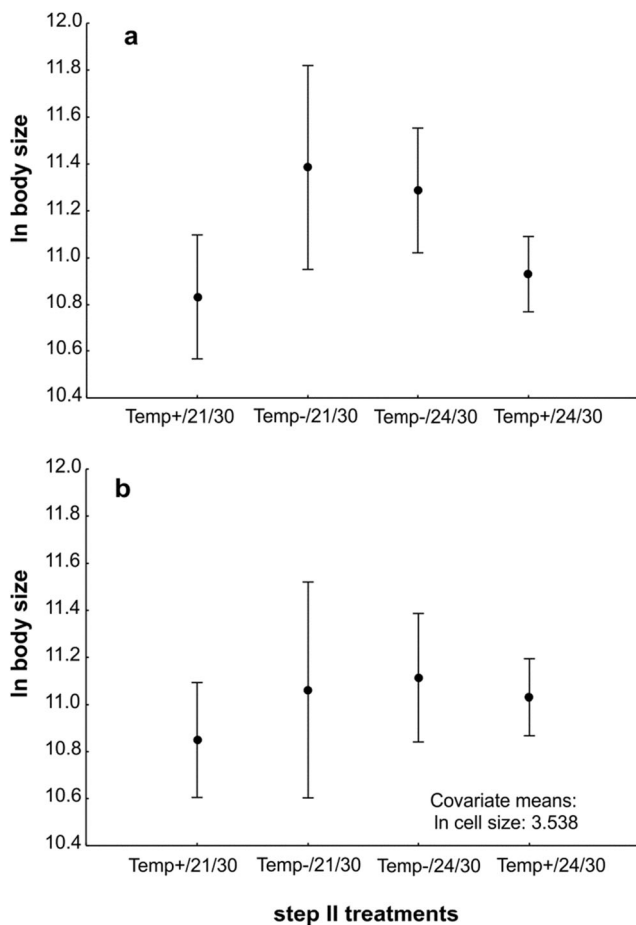 a
12.0
11.8
11.4
11.2
11.0
10.8
10.6
10.4
ln body size
Temp+/21/30 Temp-/21/30 Temp-/24/30 Temp+/24/30
b
12.0
11.8
11.6
11.4
11.2
11.0
10.8
10.6
10.4
ln body size
Covariate means:
ln cell size: 3.538
Temp+/21/30 Temp-/21/30 Temp-/24/30 Temp+/24/30
step II treatments